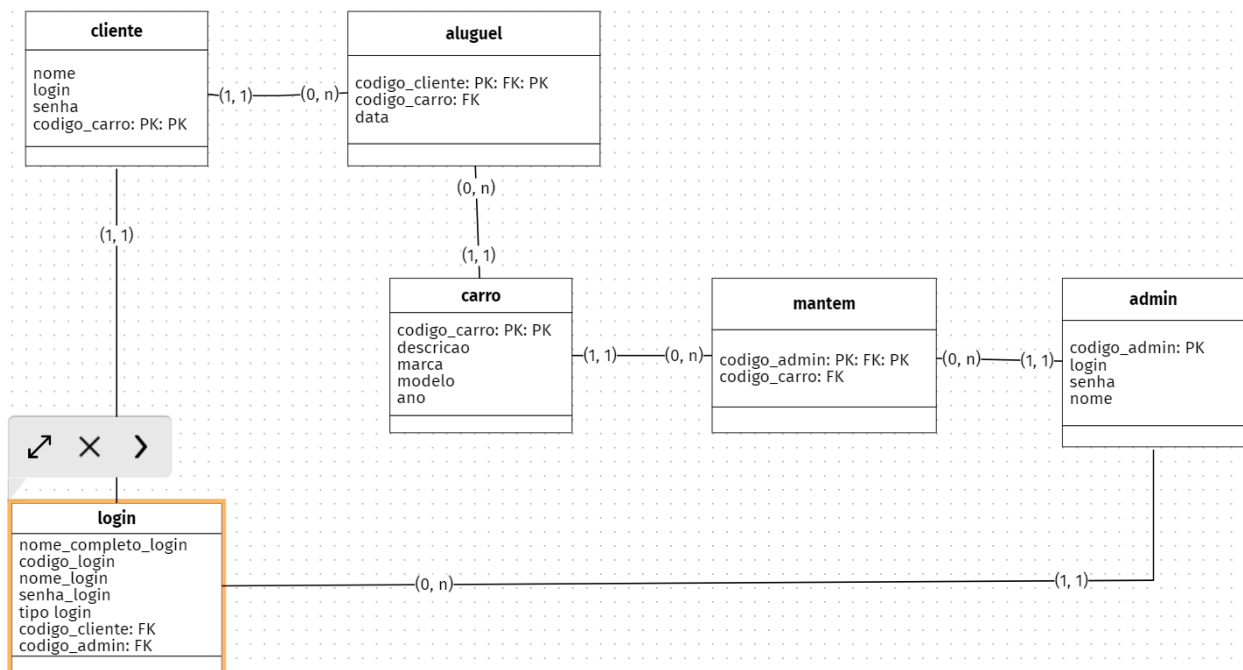 cliente
nome
login
senha
codigo_carro: PK: PK
(1, 1)
(0, n)
aluguel
codigo_cliente: PK: FK: PK
codigo_carro: FK
data
(0, n)
(1, 1)
(1, 1)
carro
codigo_carro: PK: PK
descricao
marca
modelo
ano
(1, 1)
(0, n)
mantem
codigo_admin: PK: FK: PK
codigo_carro: FK
(0, n)
(1, 1)
admin
codigo_admin: PK
login
senha
nome
login
nome_completo_login
codigo_login
nome_login
senha_login
tipo login
codigo_cliente: FK
codigo_admin: FK
(0, n)
(1, 1)